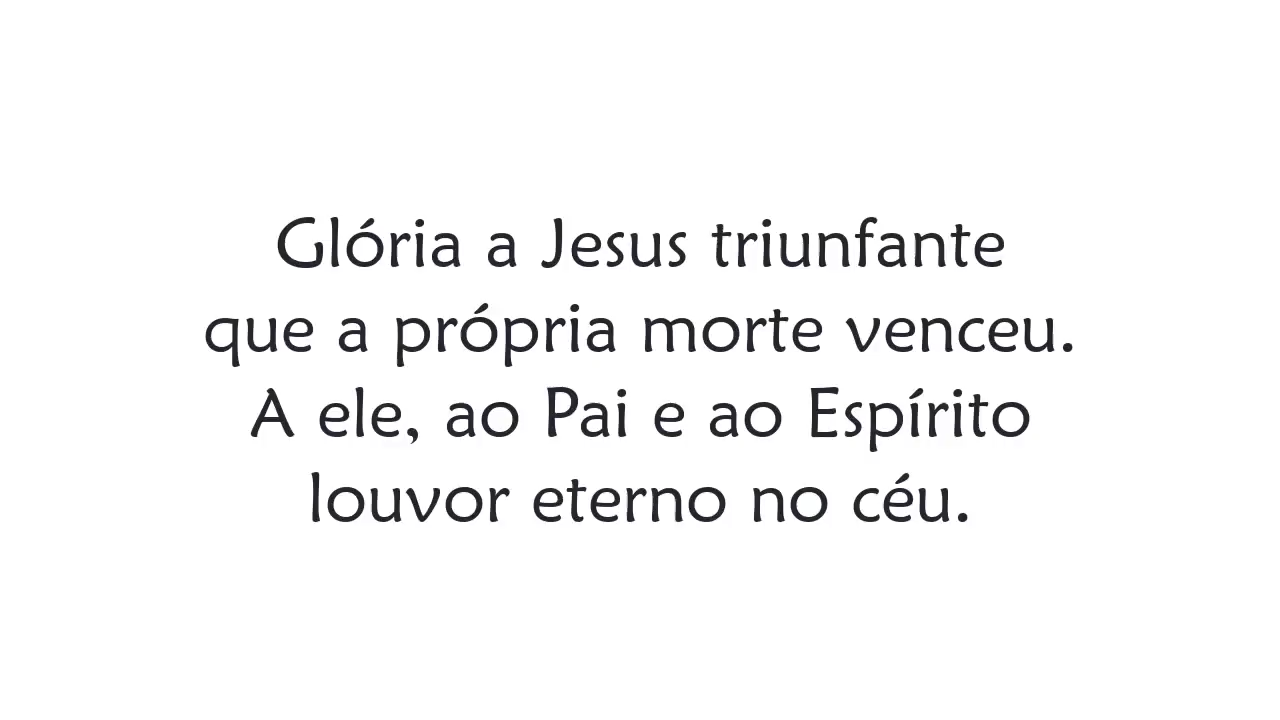 Glória a Jesus triunfante
que a própria morte venceu.
A ele, ao Pai e ao Espírito
louvor eterno no céu.